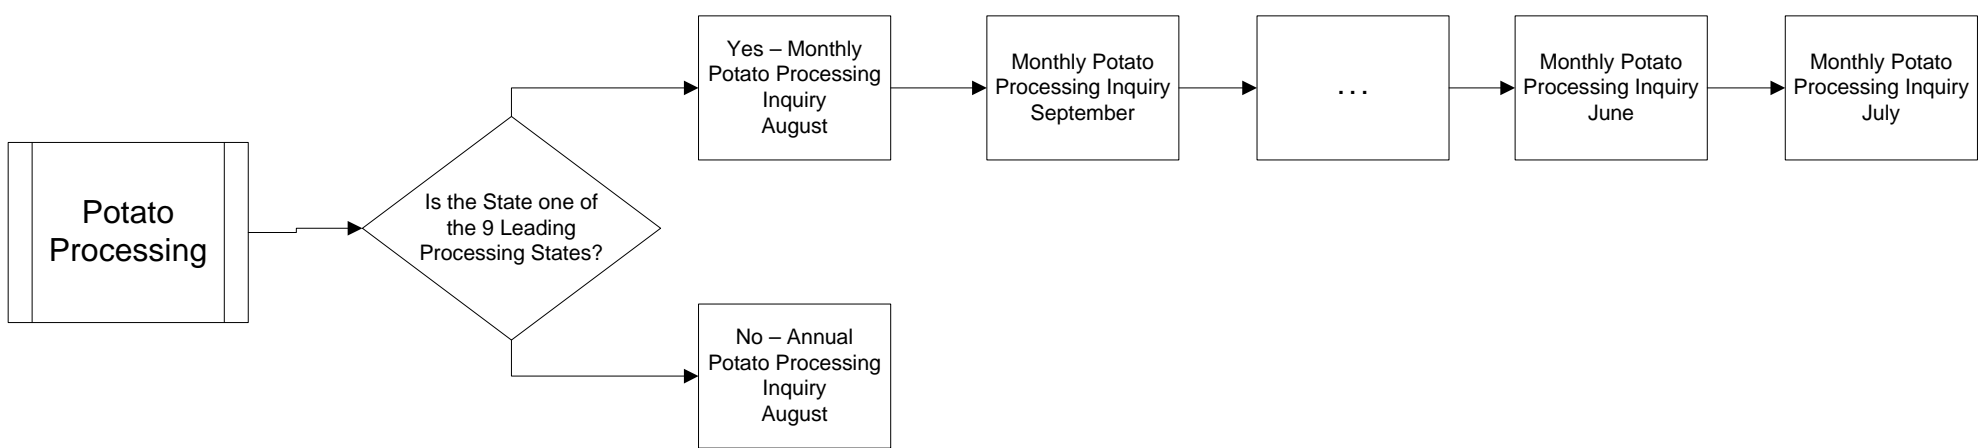 Potato
Processing
Is the State one of
the 9 Leading
Processing States?
Yes – Monthly
Potato Processing
Inquiry
August
Monthly Potato
Processing Inquiry
September
. . .
Monthly Potato
Processing Inquiry
June
Monthly Potato
Processing Inquiry
July
No – Annual
Potato Processing
Inquiry
August